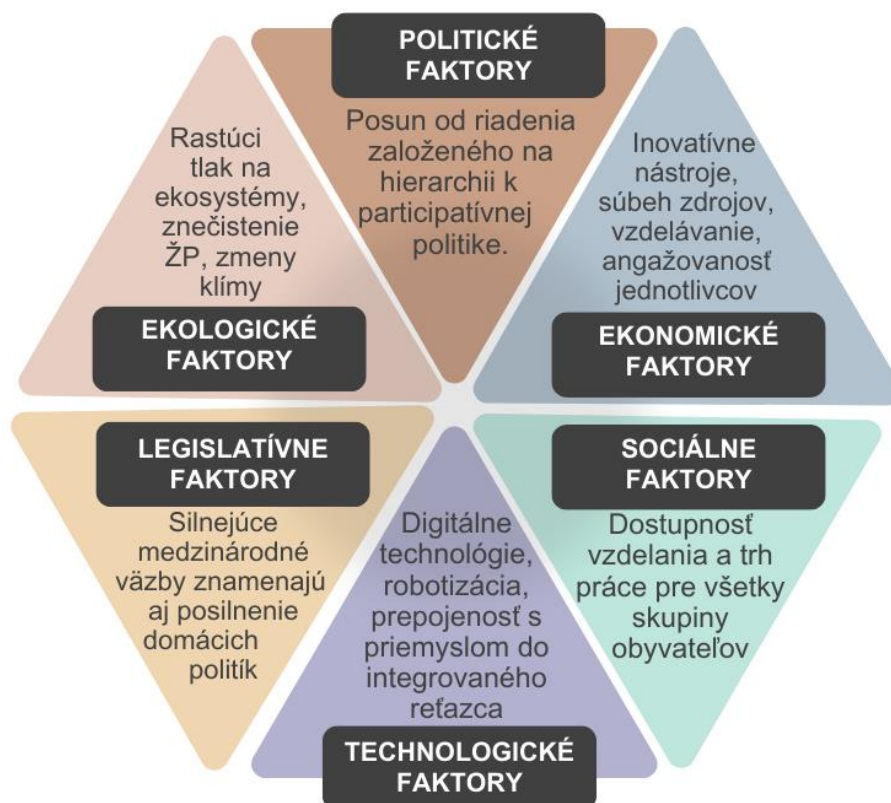 POLITICKÉ
FAKTORY
Posun od riadenia
založeného na
hierarchii k
participatívnej
politike.
Inovatívne
nástroje,
súbeh zdrojov,
vzdelávanie,
angažovanosť
jednotlivcov
EKONOMICKÉ
FAKTORY
SOCIÁLNE
FAKTORY
Dostupnosť
vzdelania a trh
práce pre všetky
skupiny
obyvateľov
Digitálne
technológie,
robotizácia,
prepojenosť s
priemyslom do
integrovaného
reťazca
TECHNOLOGICKÉ
FAKTORY
LEGISLATÍVNE
FAKTORY
Silnejúce
medzinárodné
väzby znamenajú
aj posilnenie
domácich
politík
Rastúci
tlak na
ekosystémy,
znečistenie
ŽP, zmeny
klímy
EKOLOGICKÉ
FAKTORY